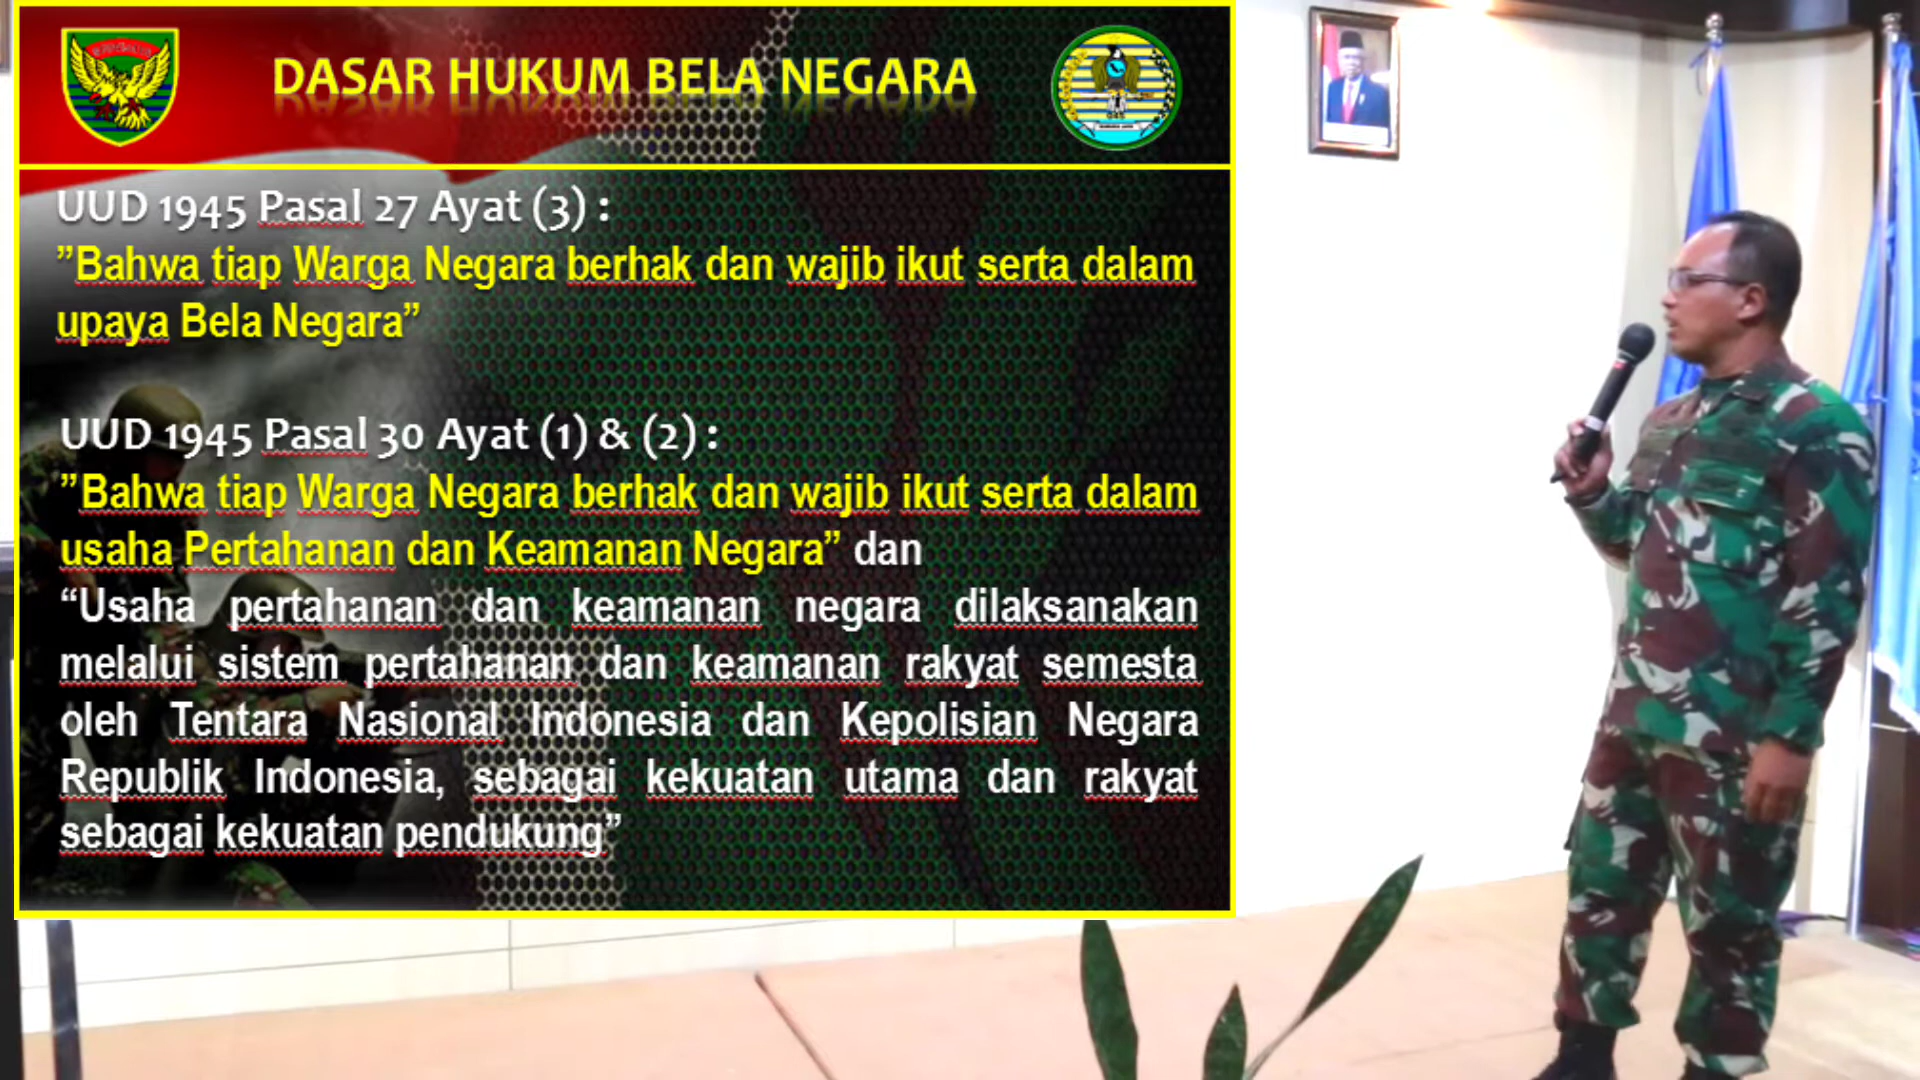 DASAR HUKUM BELA NEGARA
UUD 1945 Pasal 27 Ayat (3) :
”Bahwa tiap Warga Negara berhak dan wajib ikut serta dalam
upaya Bela Negara”
UUD 1945 Pasal 30 Ayat (1) & (2) :
”Bahwa tiap Warga Negara berhak dan wajib ikut serta dalam
usaha Pertahanan dan Keamanan Negara” dan
“Usaha pertahanan dan keamanan negara dilaksanakan
melalui sistem pertahanan dan keamanan rakyat semesta
oleh Tentara Nasional Indonesia dan Kepolisian Negara
Republik Indonesia, sebagai kekuatan utama dan rakyat
sebagai kekuatan pendukung”